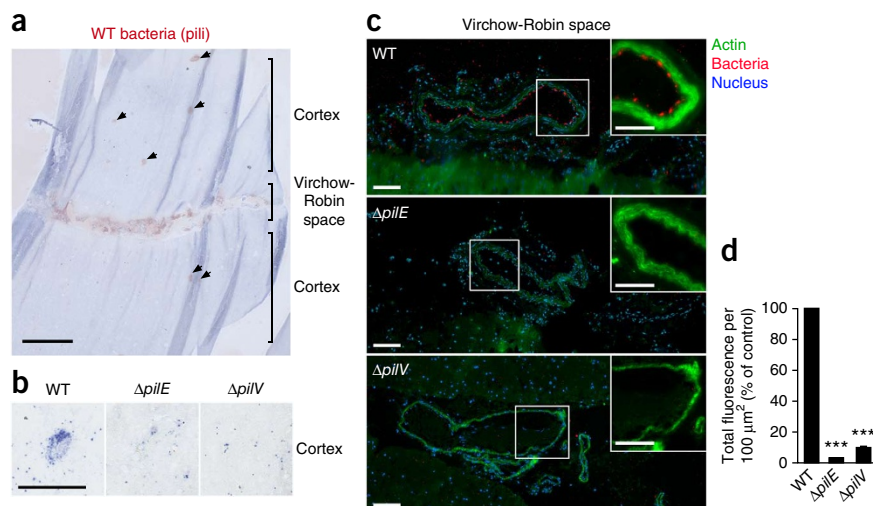 a
WT bacteria (pili)
Cortex
Virchow-
Robin
space
Cortex
b
WT
ΔpilE
ΔpilV
Cortex
c
Virchow-Robin space
WT
ΔpilE
ΔpilV
Actin
Bacteria
Nucleus
d
Total fluorescence per
100 μm² (% of control)
100
80
60
40
20
0
***
***
WT
ΔpilE
ΔpilV